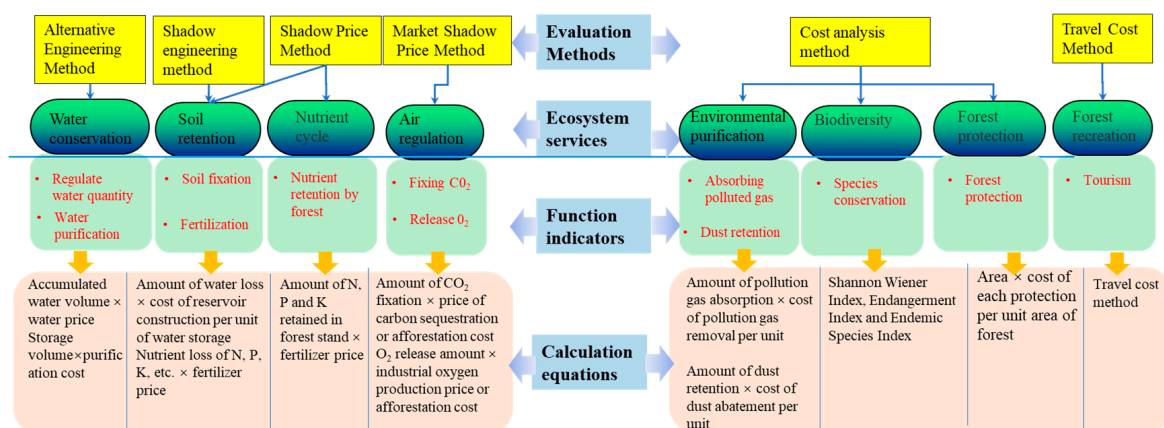 Alternative
Engineering
Method
Shadow
engineering
method
Shadow Price
Method
Market Shadow
Price Method
Evaluation
Methods
Cost analysis
method
Travel Cost
Method
Water
conservation
Soil
retention
Nutrient
cycle
Air
regulation
Ecosystem
services
Environmental
purification
Biodiversity
Forest
protection
Forest
recreation
• Regulate
water quantity
• Water
purification
• Soil fixation
• Fertilization
• Nutrient
retention by
forest
• Fixing C0₂
• Release 0₂
Function
indicators
• Absorbing
polluted gas
• Dust retention
• Species
conservation
• Forest
protection
• Tourism
Accumulated
water volume ×
water price
Storage
volume×purific
ation cost
Amount of water loss
× cost of reservoir
construction per unit
of water storage
Nutrient loss of N, P,
K, etc. × fertilizer
price
Amount of N,
P and K
retained in
forest stand ×
fertilizer price
Amount of CO₂
fixation × price of
carbon sequestration
or afforestation cost
O₂ release amount ×
industrial oxygen
production price or
afforestation cost
Calculation
equations
Amount of pollution
gas absorption × cost
of pollution gas
removal per unit
Amount of dust
retention × cost of
dust abatement per
unit
Shannon Wiener
Index, Endangerment
Index and Endemic
Species Index
Area × cost of
each protection
per unit area of
forest
Travel cost
method